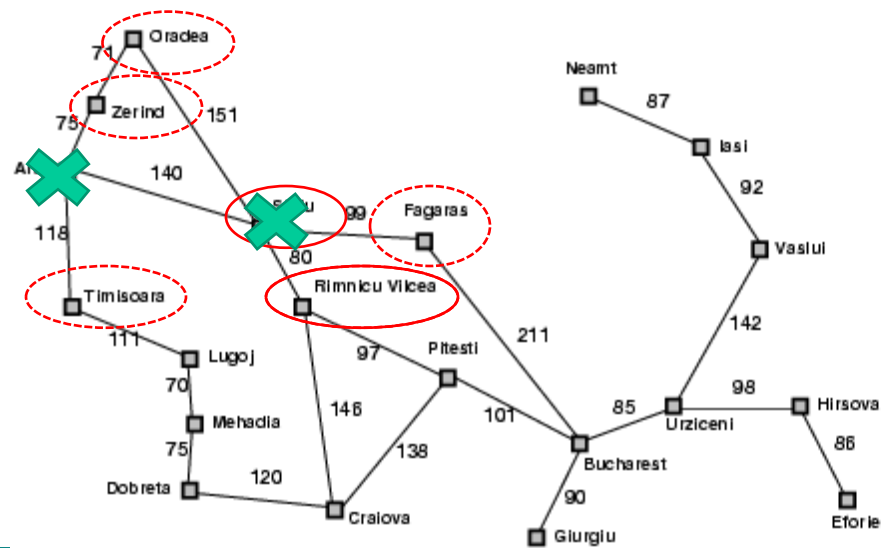 Oradea
71
Neamt
87
Zerind
151
75
Iasi
140
92
99
Fagaras
118
80
Vaslui
Timisoara
Rimnicu Vilcea
111
211
142
Lugoj
97
Pitesti
70
98
146
101
85
Hirsova
Mehadia
Urziceni
75
138
86
Bucharest
120
Dobreta
90
Craiova
Eforie
Giurgiu